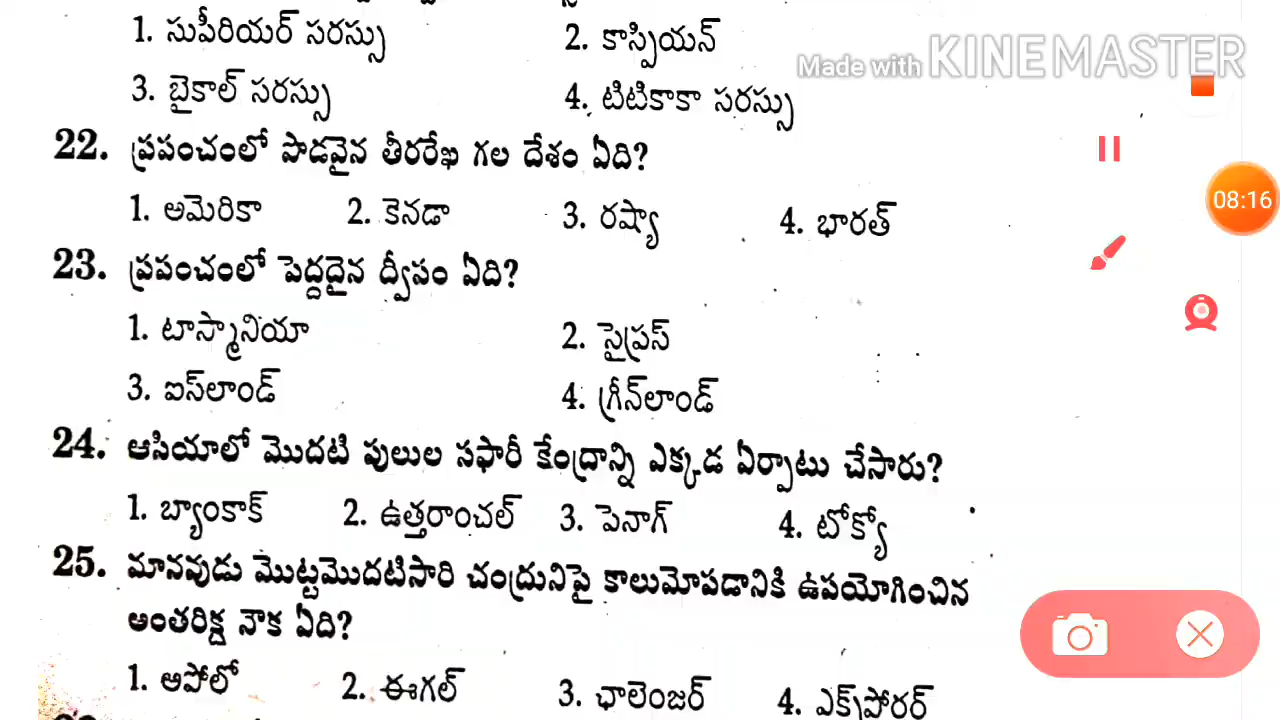 1. సుపీరియర్ సరస్సు 2. కాస్పియన్
Made with KINEMASTER
3. బైకాల్ సరస్సు 4. టిటికాకా సరస్సు
22. ప్రపంచంలో పొడవైన తీరరేఖ గల దేశం ఏది?
08:16
1. అమెరికా 2. కెనడా 3. రష్యా 4. భారత్
23. ప్రపంచంలో పెద్దదైన ద్వీపం ఏది?
1. టాస్మానియా 2. సైప్రస్
3. ఐస్‌లాండ్ 4. గ్రీన్‌లాండ్
24. ఆసియాలో మొదటి పులుల సఫారీ కేంద్రాన్ని ఎక్కడ ఏర్పాటు చేసారు?
1. బ్యాంకాక్ 2. ఉత్తరాంచల్ 3. పెనాగ్ 4. టోక్యో
25. మానవుడు మొట్టమొదటిసారి చంద్రునిపై కాలుమోపడానికి ఉపయోగించిన
అంతరిక్ష నౌక ఏది?
1. ఆపోలో 2. ఈగల్ 3. ఛాలెంజర్ 4. ఎక్స్‌పోరర్